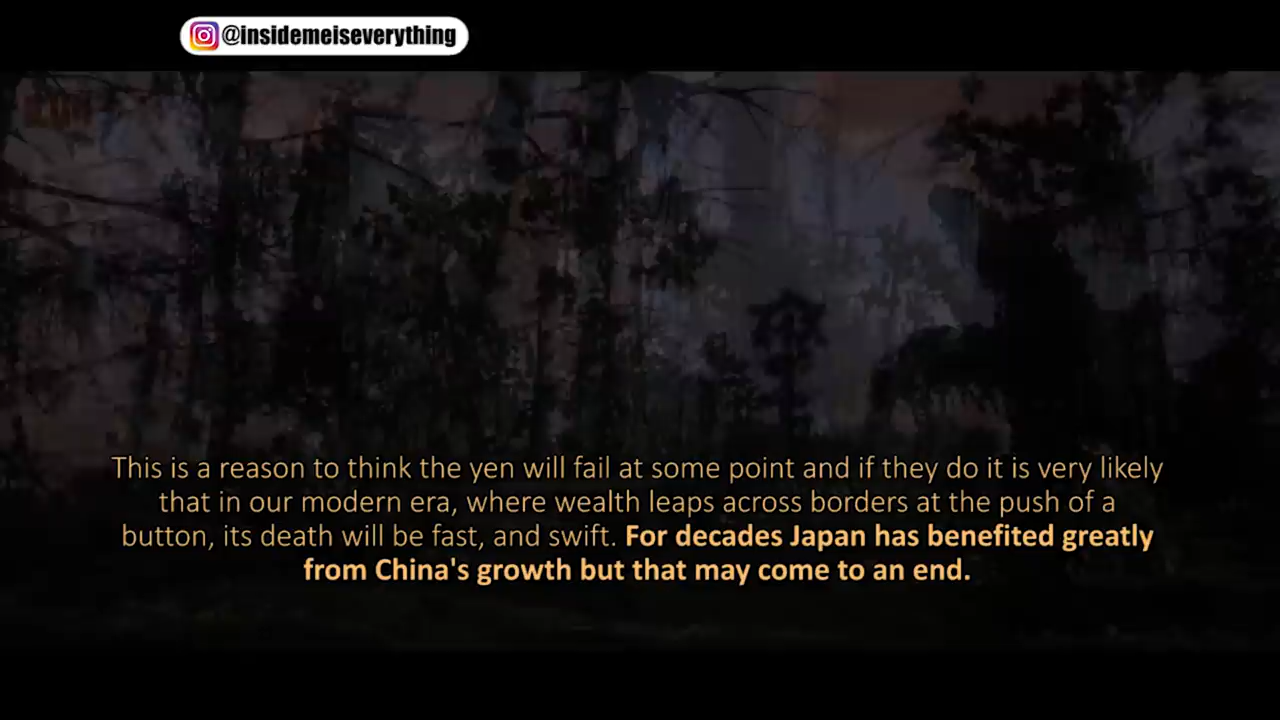 @insidemeiseverything
This is a reason to think the yen will fail at some point and if they do it is very likely
that in our modern era, where wealth leaps across borders at the push of a
button, its death will be fast, and swift. For decades Japan has benefited greatly
from China's growth but that may come to an end.